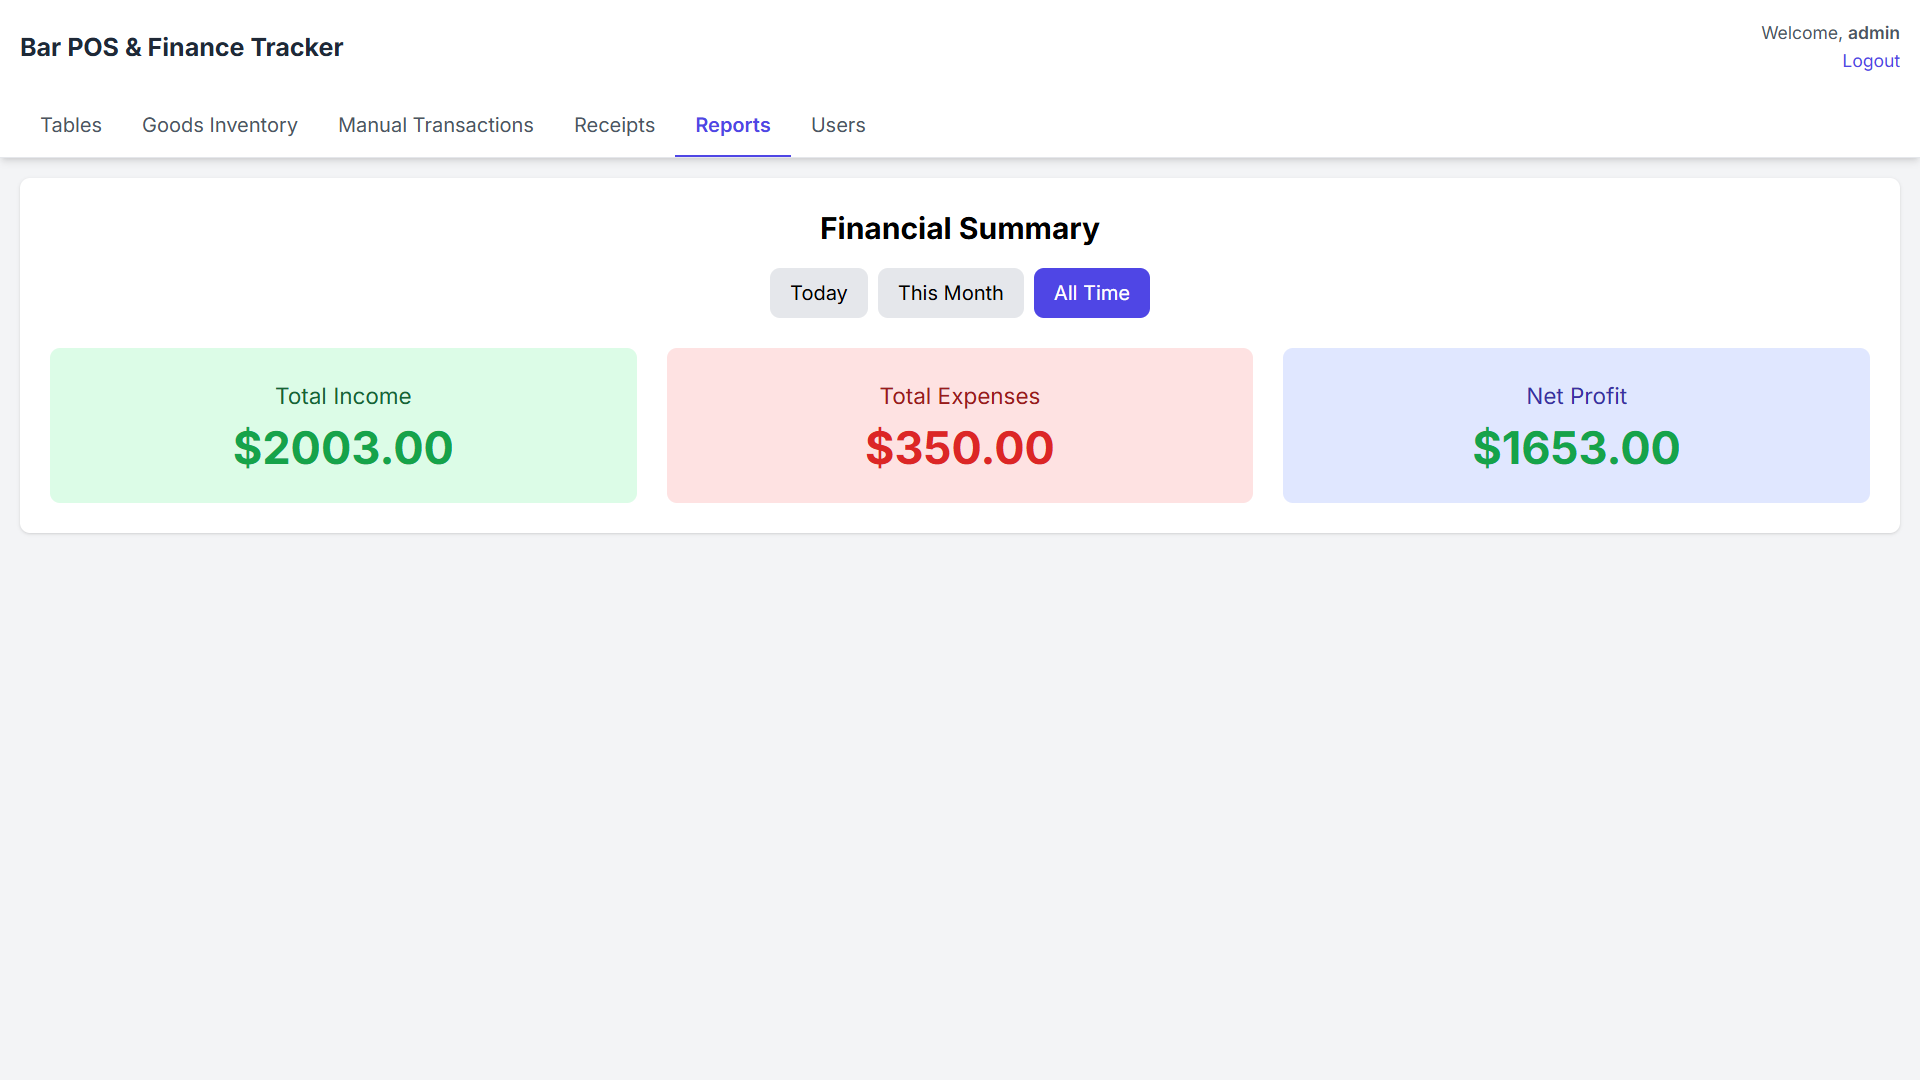 Bar POS & Finance Tracker
Welcome, admin
Logout
Tables
Goods Inventory
Manual Transactions
Receipts
Reports
Users
Financial Summary
Today
This Month
All Time
Total Income
$2003.00
Total Expenses
$350.00
Net Profit
$1653.00